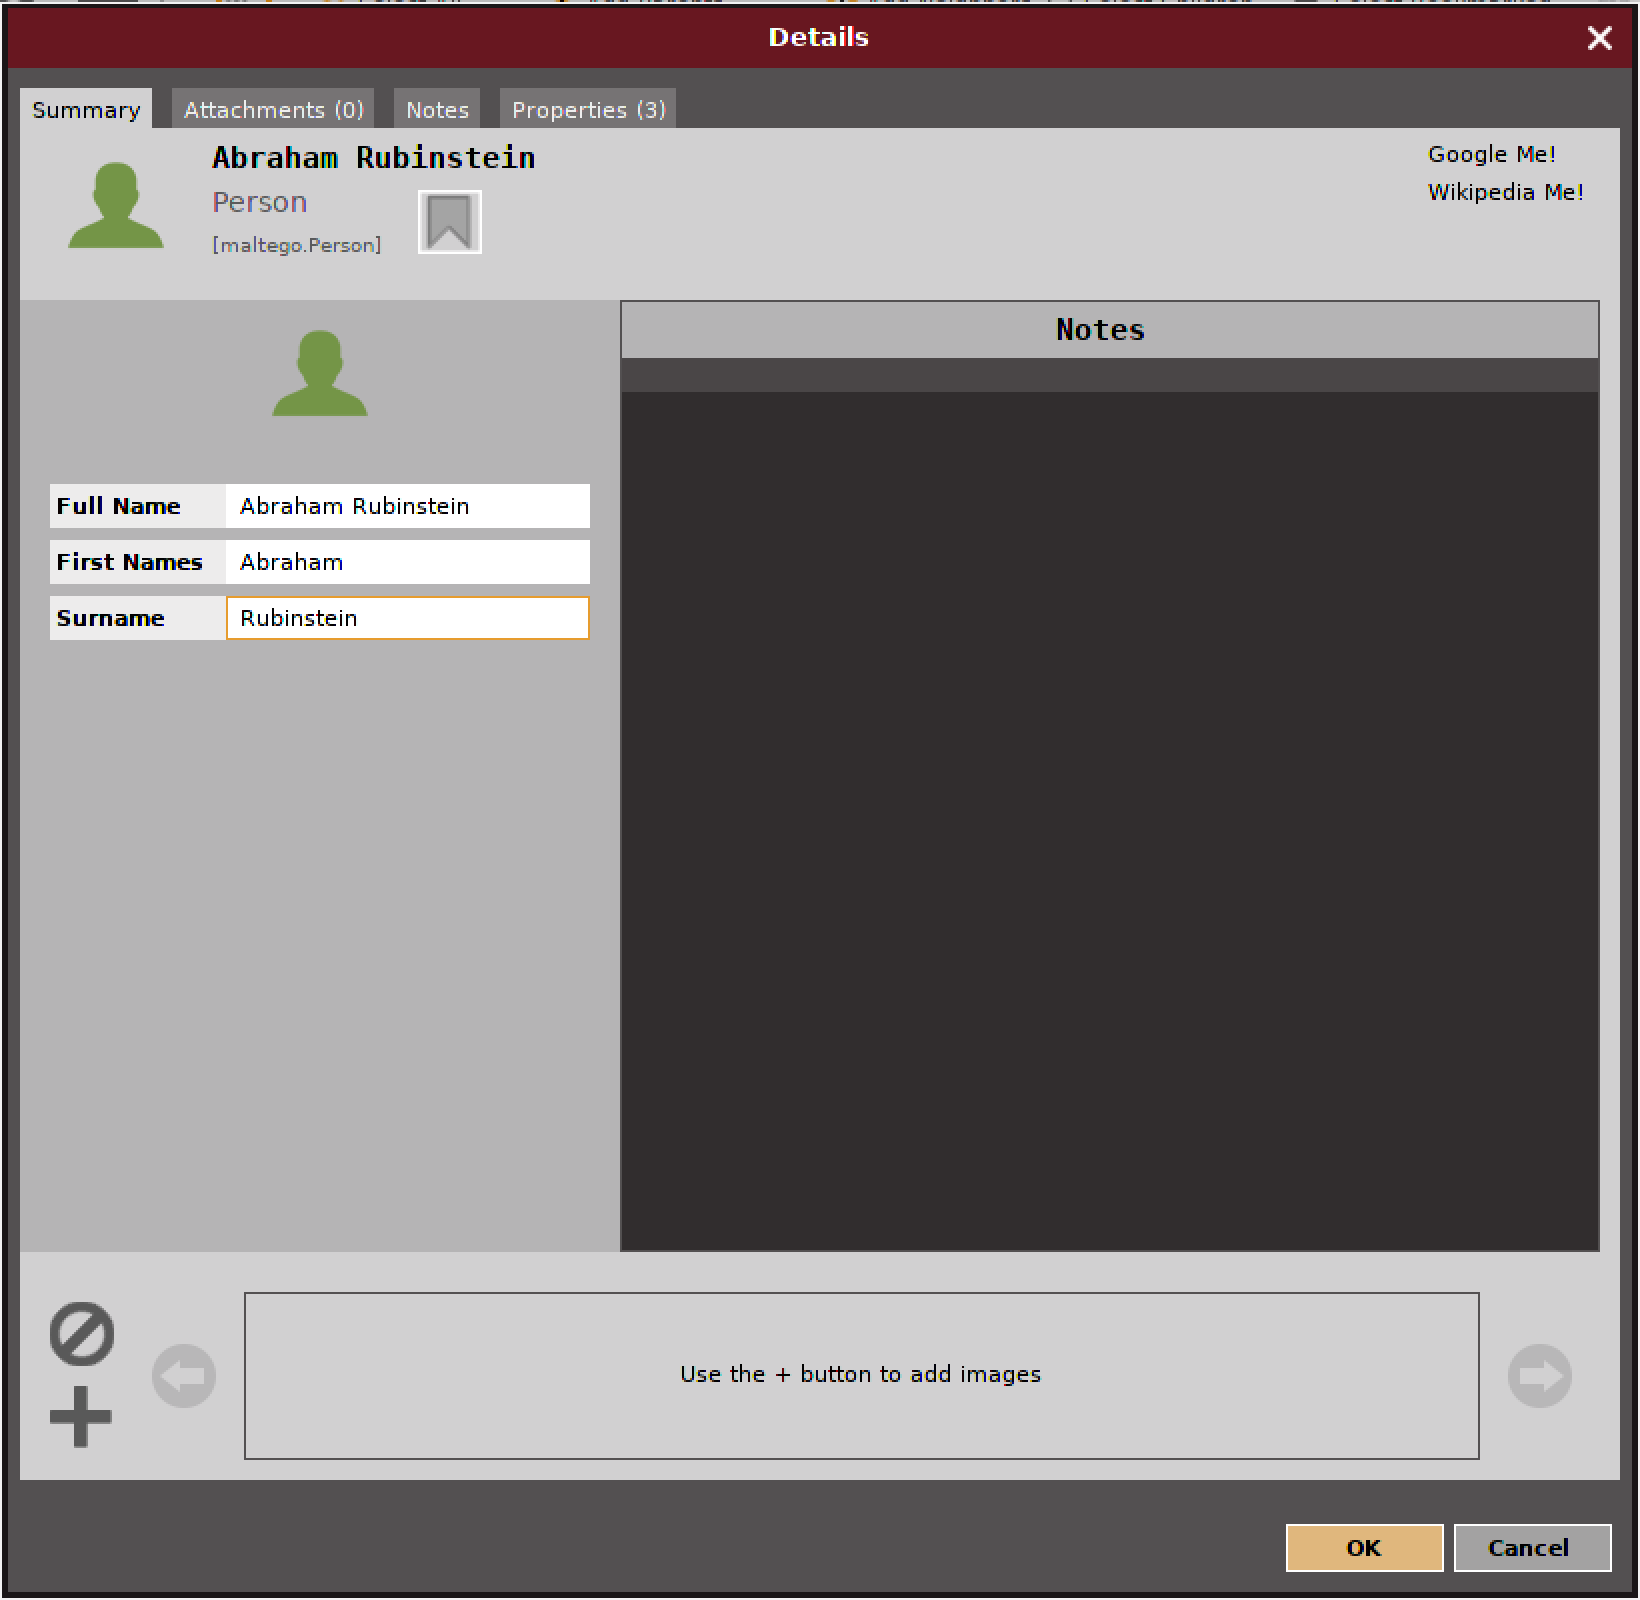 Details
Summary
Attachments (0)
Notes
Properties (3)
Abraham Rubinstein
Person
[maltego.Person]
Google Me!
Wikipedia Me!
Notes
Full Name
Abraham Rubinstein
First Names
Abraham
Surname
Rubinstein
Use the + button to add images
OK
Cancel